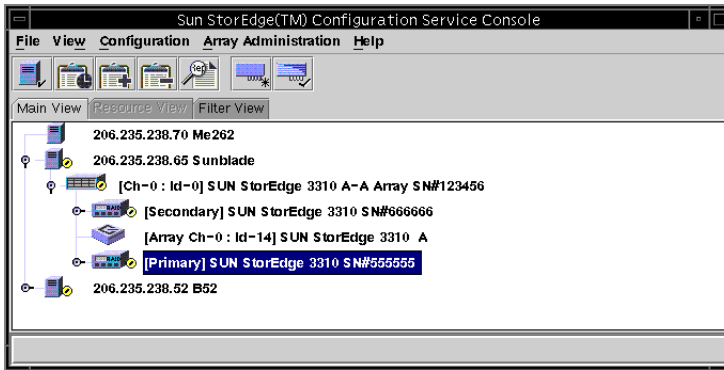 Sun StorEdge(TM) Configuration Service Console
File View Configuration Array Administration Help
Main View Resource View Filter View
206.235.238.70 Me262
206.235.238.65 Sunblade
[Ch-0 : Id-0] SUN StorEdge 3310 A-A Array SN#123456
[Secondary] SUN StorEdge 3310 SN#666666
[Array Ch-0 : Id-14] SUN StorEdge 3310 A
[Primary] SUN StorEdge 3310 SN#555555
206.235.238.52 B52